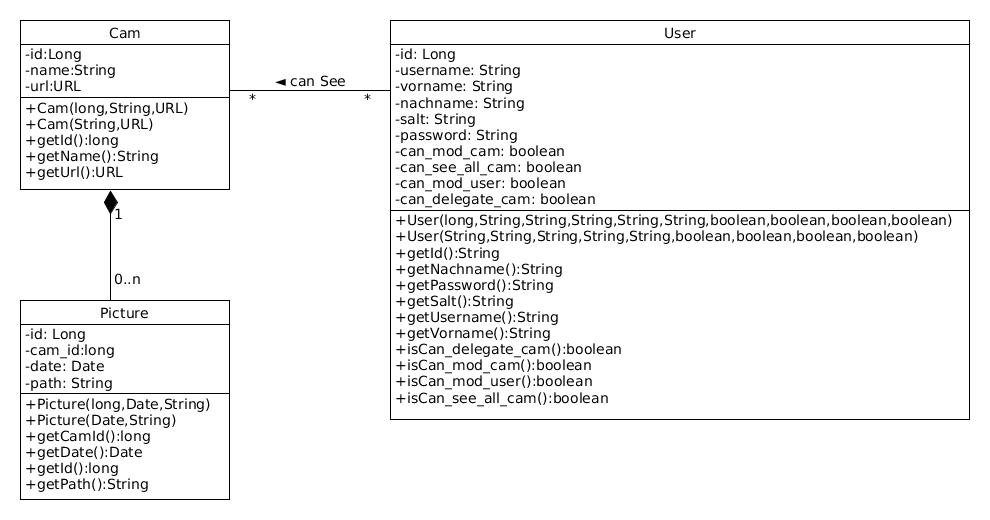 Cam
-id:Long
-name:String
-url:URL
+Cam(long,String,URL)
+Cam(String,URL)
+getId():long
+getName():String
+getUrl():URL
◄ can See
*
*
User
-id: Long
-username: String
-vorname: String
-nachname: String
-salt: String
-password: String
-can_mod_cam: boolean
-can_see_all_cam: boolean
-can_mod_user: boolean
-can_delegate_cam: boolean
+User(long,String,String,String,String,String,boolean,boolean,boolean,boolean)
+User(String,String,String,String,String,boolean,boolean,boolean,boolean)
+getId():String
+getNachname():String
+getPassword():String
+getSalt():String
+getUsername():String
+getVorname():String
+isCan_delegate_cam():boolean
+isCan_mod_cam():boolean
+isCan_mod_user():boolean
+isCan_see_all_cam():boolean
1
0..n
Picture
-id: Long
-cam_id:long
-date: Date
-path: String
+Picture(long,Date,String)
+Picture(Date,String)
+getCamId():long
+getDate():Date
+getId():long
+getPath():String